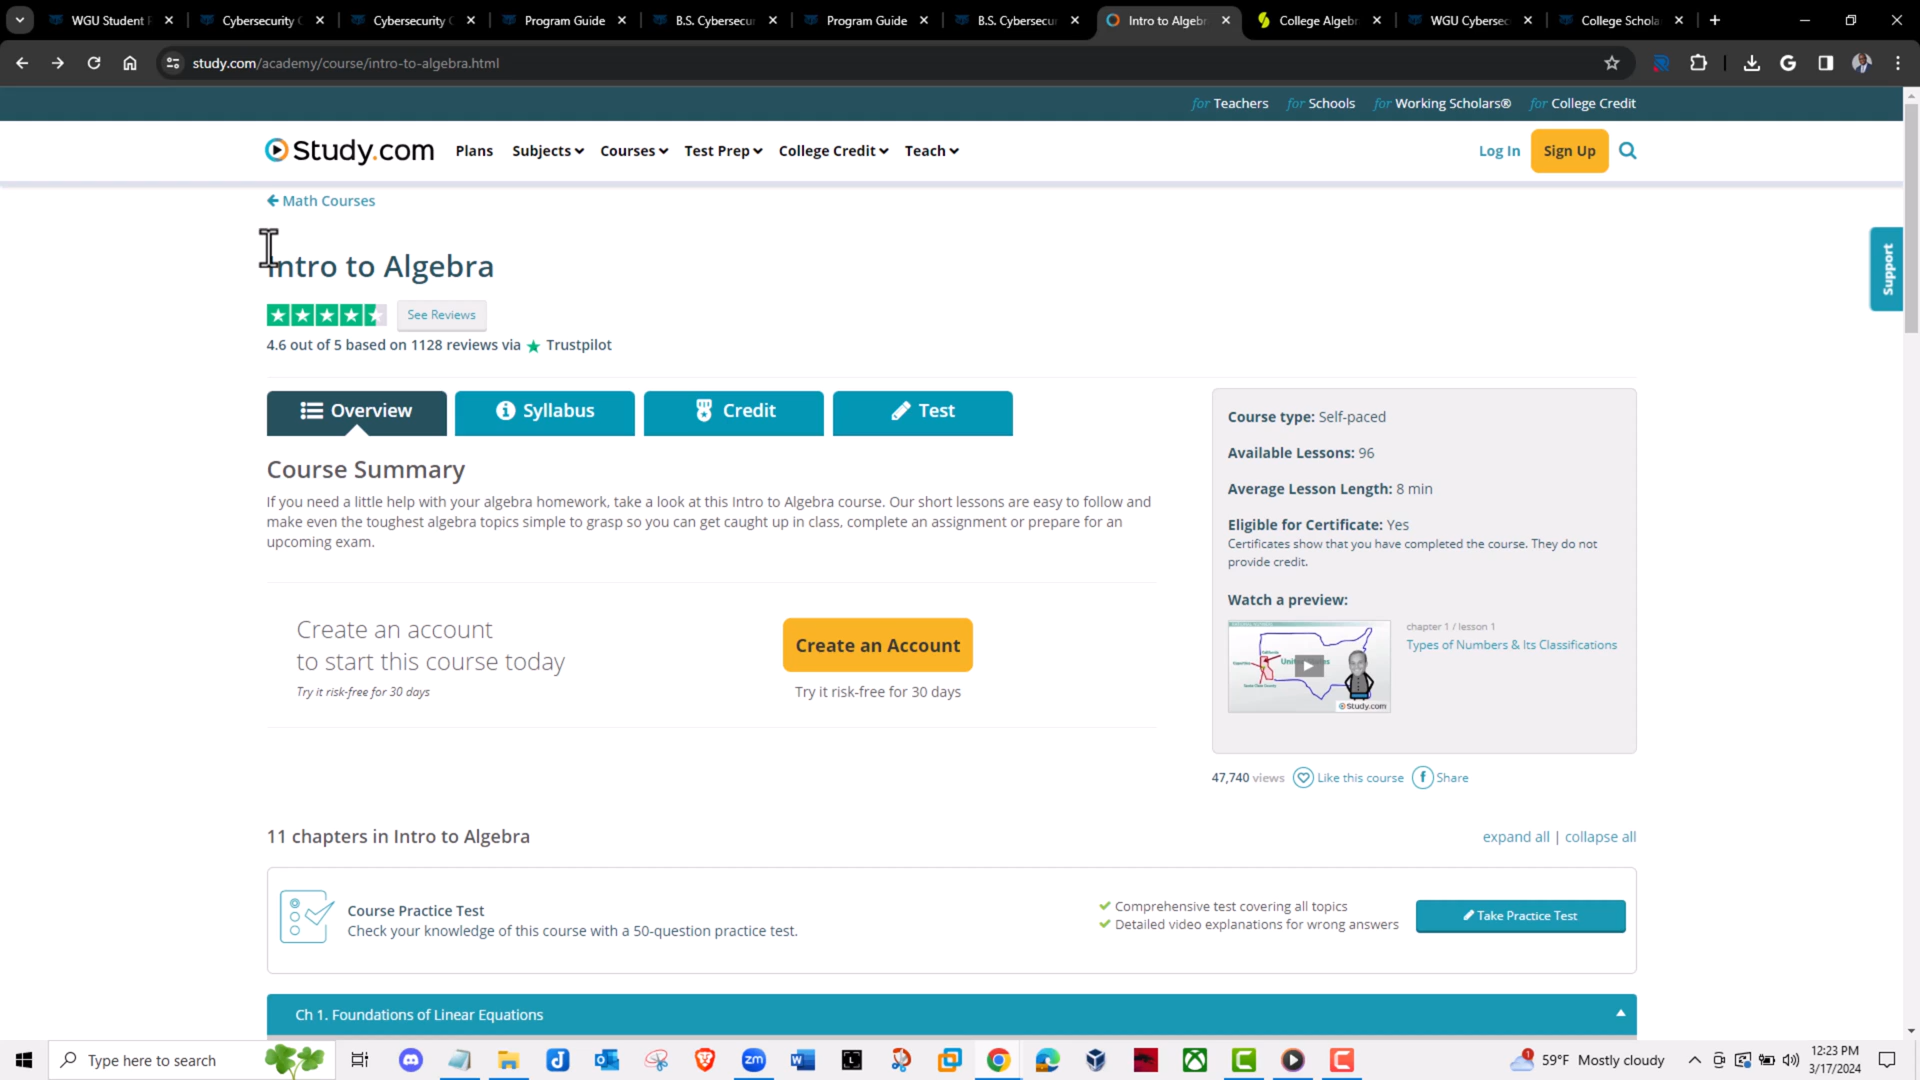 WGU Student
Cybersecurity
Cybersecurity
Program Guide
B.S. Cybersecur
Program Guide
B.S. Cybersecur
Intro to Algebr
College Algebr
WGU Cybersec
College Schola
study.com/academy/course/intro-to-algebra.html
for Teachers
for Schools
for Working Scholars®
for College Credit
Study.com
Plans
Subjects
Courses
Test Prep
College Credit
Teach
Log In
Sign Up
Math Courses
Support
Intro to Algebra
See Reviews
4.6 out of 5 based on 1128 reviews via Trustpilot
Overview
Syllabus
Credit
Test
Course Summary
If you need a little help with your algebra homework, take a look at this Intro to Algebra course. Our short lessons are easy to follow and
make even the toughest algebra topics simple to grasp so you can get caught up in class, complete an assignment or prepare for an
upcoming exam.
Create an account
to start this course today
Try it risk-free for 30 days
Create an Account
Try it risk-free for 30 days
Course type: Self-paced
Available Lessons: 96
Average Lesson Length: 8 min
Eligible for Certificate: Yes
Certificates show that you have completed the course. They do not
provide credit.
Watch a preview:
Study.com
chapter 1 / lesson 1
Types of Numbers & Its Classifications
47,740 views
Like this course
Share
11 chapters in Intro to Algebra
expand all | collapse all
Course Practice Test
Check your knowledge of this course with a 50-question practice test.
Comprehensive test covering all topics
Detailed video explanations for wrong answers
Take Practice Test
Ch 1. Foundations of Linear Equations
Type here to search
59°F Mostly cloudy
12:23 PM
3/17/2024